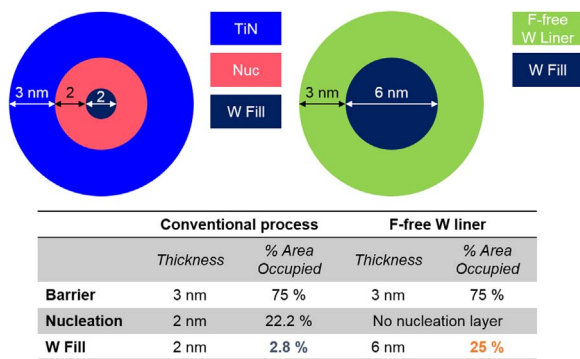 TiN
Nuc
W Fill
3 nm
2
2
F-free
W Liner
W Fill
3 nm
6 nm
Conventional process F-free W liner
Thickness % Area Occupied Thickness % Area Occupied
Barrier 3 nm 75 % 3 nm 75 %
Nucleation 2 nm 22.2 % No nucleation layer
W Fill 2 nm 2.8 % 6 nm 25 %